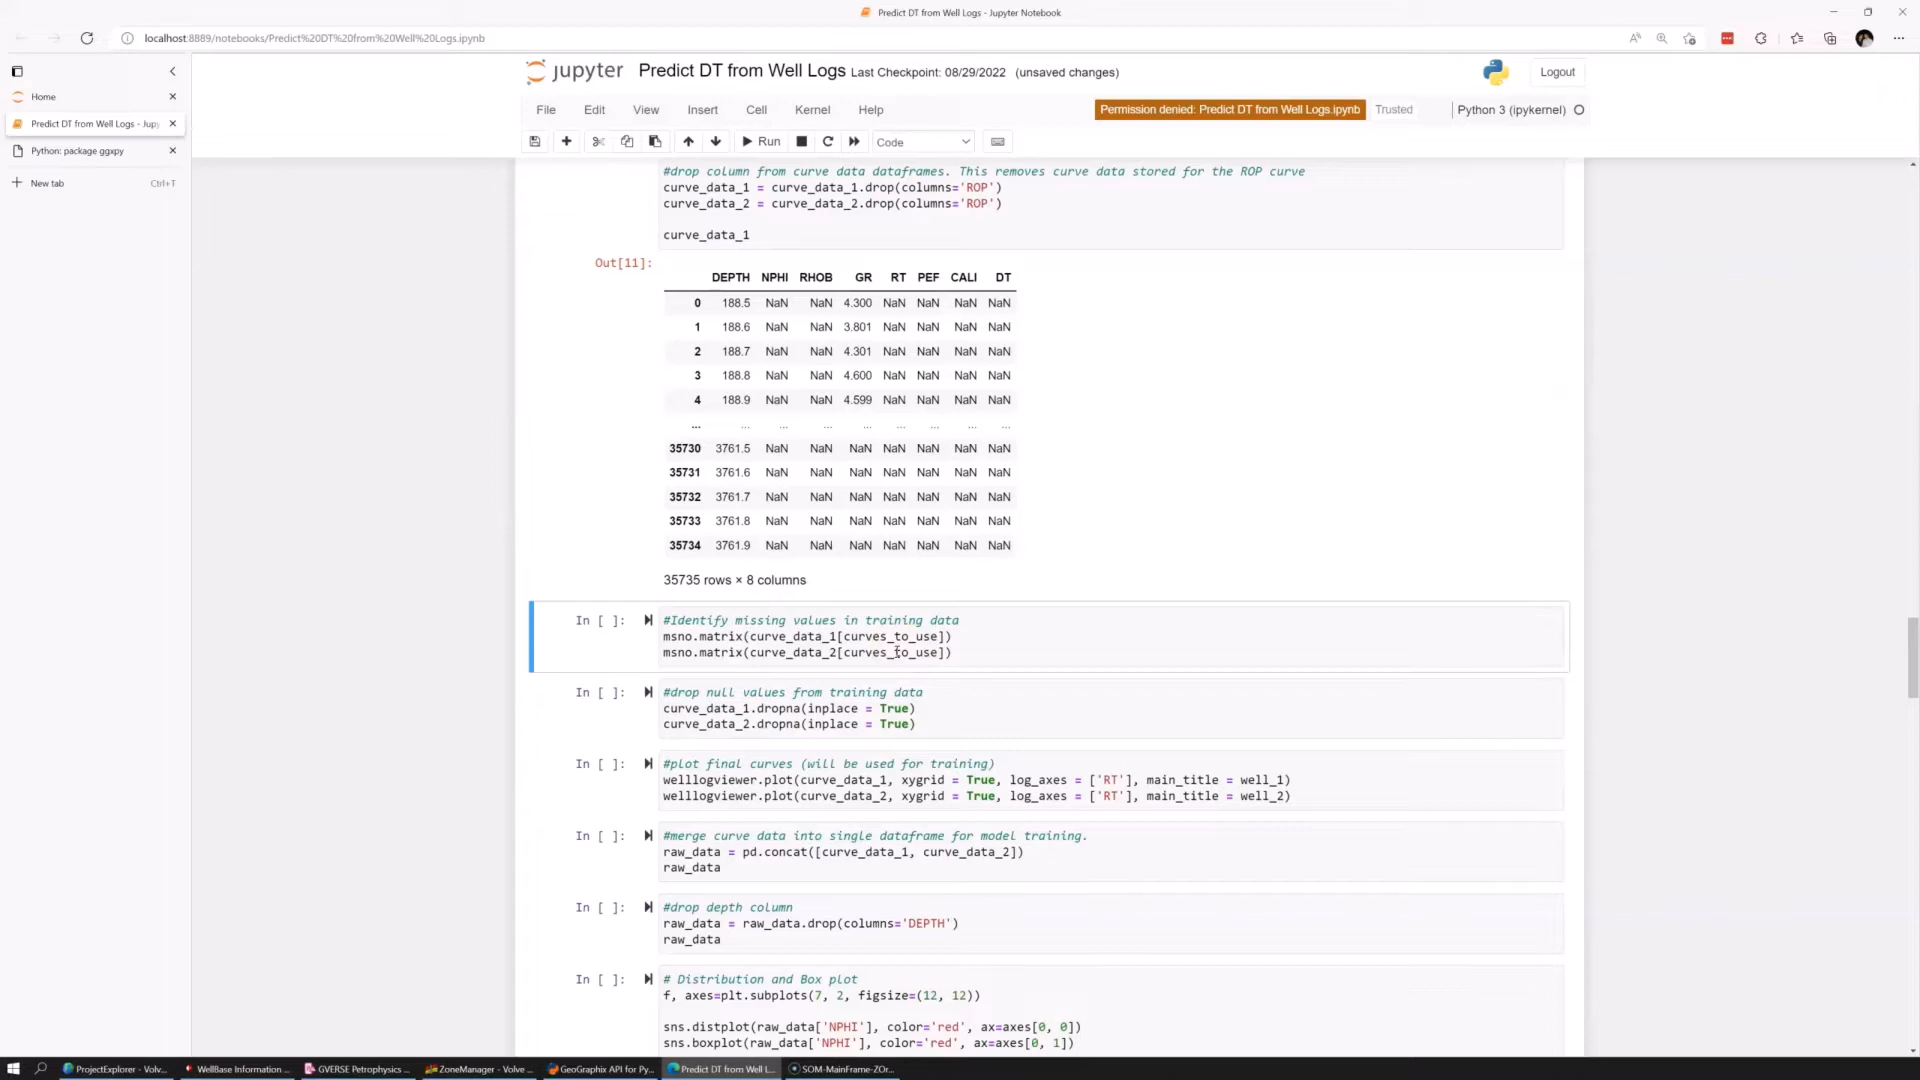 Predict DT from Well Logs - Jupyter Notebook
localhost:8889/notebooks/Predict%20DT%20from%20Well%20Logs.ipynb
Home
Predict DT from Well Logs - Jupy
Python: package ggxpy
New tab Ctrl+T
jupyter Predict DT from Well Logs Last Checkpoint: 08/29/2022 (unsaved changes)
Logout
File Edit View Insert Cell Kernel Help
Permission denied: Predict DT from Well Logs.ipynb Trusted Python 3 (ipykernel)
Run Code
#drop column from curve data dataframes. This removes curve data stored for the ROP curve
curve_data_1 = curve_data_1.drop(columns='ROP')
curve_data_2 = curve_data_2.drop(columns='ROP')
curve_data_1
Out[11]:
DEPTH NPHI RHOB GR RT PEF CALI DT
0 188.5 NaN NaN 4.300 NaN NaN NaN NaN
1 188.6 NaN NaN 3.801 NaN NaN NaN NaN
2 188.7 NaN NaN 4.301 NaN NaN NaN NaN
3 188.8 NaN NaN 4.600 NaN NaN NaN NaN
4 188.9 NaN NaN 4.599 NaN NaN NaN NaN
... ... ... ... ... ... ... ... ...
35730 3761.5 NaN NaN NaN NaN NaN NaN NaN
35731 3761.6 NaN NaN NaN NaN NaN NaN NaN
35732 3761.7 NaN NaN NaN NaN NaN NaN NaN
35733 3761.8 NaN NaN NaN NaN NaN NaN NaN
35734 3761.9 NaN NaN NaN NaN NaN NaN NaN
35735 rows × 8 columns
In [ ]: #Identify missing values in training data
msno.matrix(curve_data_1[curves_to_use])
msno.matrix(curve_data_2[curves_to_use])
In [ ]: #drop null values from training data
curve_data_1.dropna(inplace = True)
curve_data_2.dropna(inplace = True)
In [ ]: #plot final curves (will be used for training)
welllogviewer.plot(curve_data_1, xygrid = True, log_axes = ['RT'], main_title = well_1)
welllogviewer.plot(curve_data_2, xygrid = True, log_axes = ['RT'], main_title = well_2)
In [ ]: #merge curve data into single dataframe for model training.
raw_data = pd.concat([curve_data_1, curve_data_2])
raw_data
In [ ]: #drop depth column
raw_data = raw_data.drop(columns='DEPTH')
raw_data
In [ ]: # Distribution and Box plot
f, axes=plt.subplots(7, 2, figsize=(12, 12))
sns.distplot(raw_data['NPHI'], color='red', ax=axes[0, 0])
sns.boxplot(raw_data['NPHI'], color='red', ax=axes[0, 1])
ProjectExplorer - Volv... WellBase Information ... GVERSE Petrophysics ... ZoneManager - Volve ... GeoGraphix API for Py... Predict DT from Well L... SOM-MainFrame-ZOr...